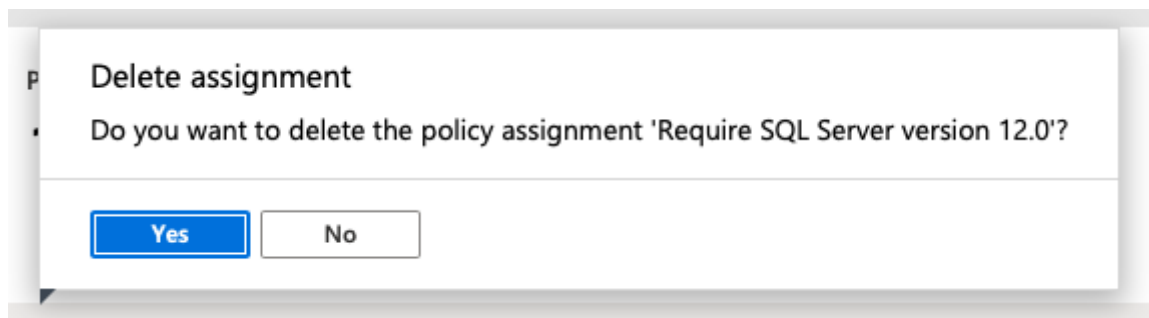 Delete assignment
Do you want to delete the policy assignment 'Require SQL Server version 12.0'?
Yes
No